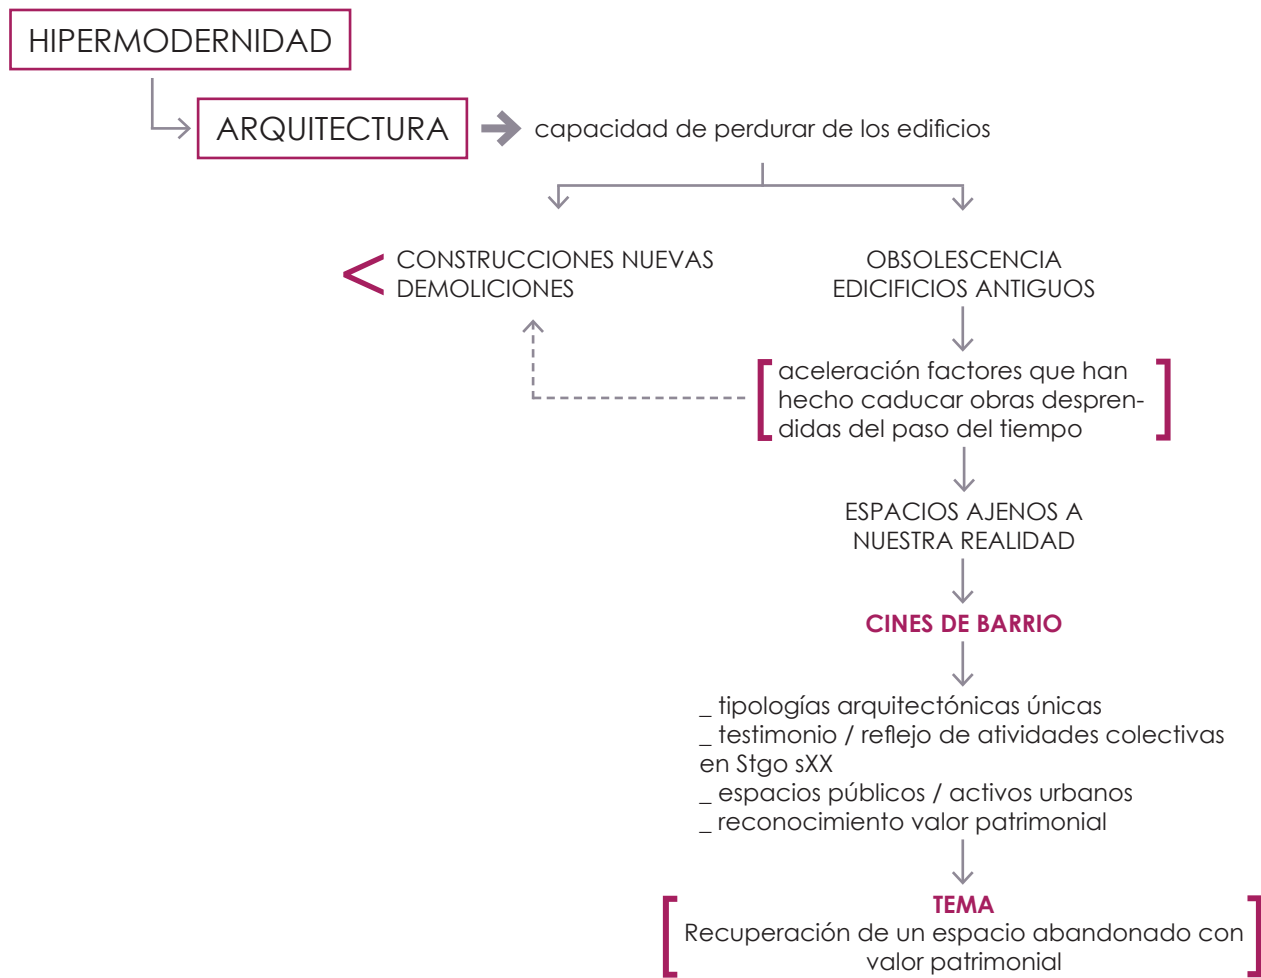 HIPERMODERNIDAD
ARQUITECTURA
capacidad de perdurar de los edificios
< CONSTRUCCIONES NUEVAS
DEMOLICIONES
OBSOLESCENCIA
EDICIFICIOS ANTIGUOS
[aceleración factores que han
hecho caducar obras despren-
didas del paso del tiempo]
ESPACIOS AJENOS A
NUESTRA REALIDAD
CINES DE BARRIO
_ tipologías arquitectónicas únicas
_ testimonio / reflejo de atividades colectivas
en Stgo sXX
_ espacios públicos / activos urbanos
_ reconocimiento valor patrimonial
[TEMA
Recuperación de un espacio abandonado con
valor patrimonial]